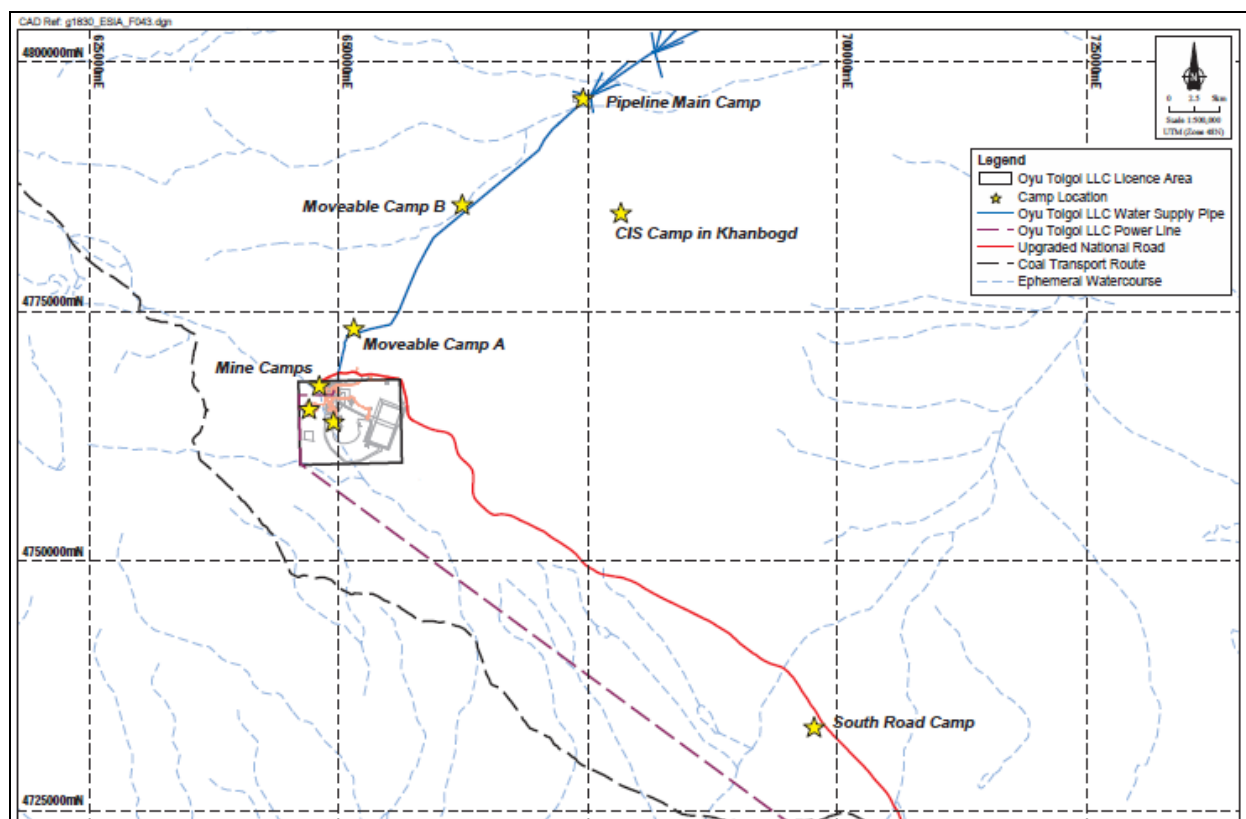 CAD Ref: g1830_ESIA_F043.dgn
4800000mN
625000mE
650000mE
700000mE
725000mE
N
0 2.5 5km
Scale 1:500,000
UTM (Zone 48N)
Pipeline Main Camp
Legend
Oyu Tolgoi LLC Licence Area
Camp Location
Oyu Tolgoi LLC Water Supply Pipe
Oyu Tolgoi LLC Power Line
Upgraded National Road
Coal Transport Route
Ephemeral Watercourse
Moveable Camp B
CIS Camp in Khanbogd
4775000mN
Moveable Camp A
Mine Camps
4750000mN
South Road Camp
4725000mN